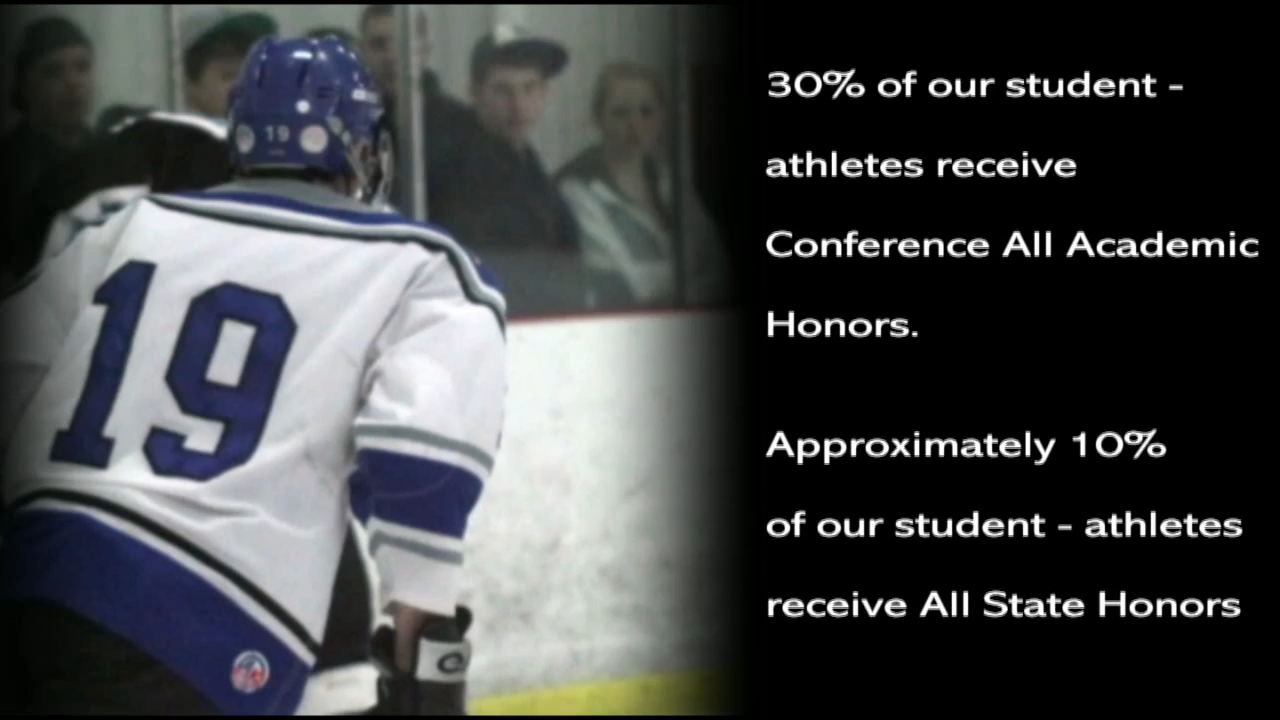 19
19
30% of our student -
athletes receive
Conference All Academic
Honors.
Approximately 10%
of our student - athletes
receive All State Honors